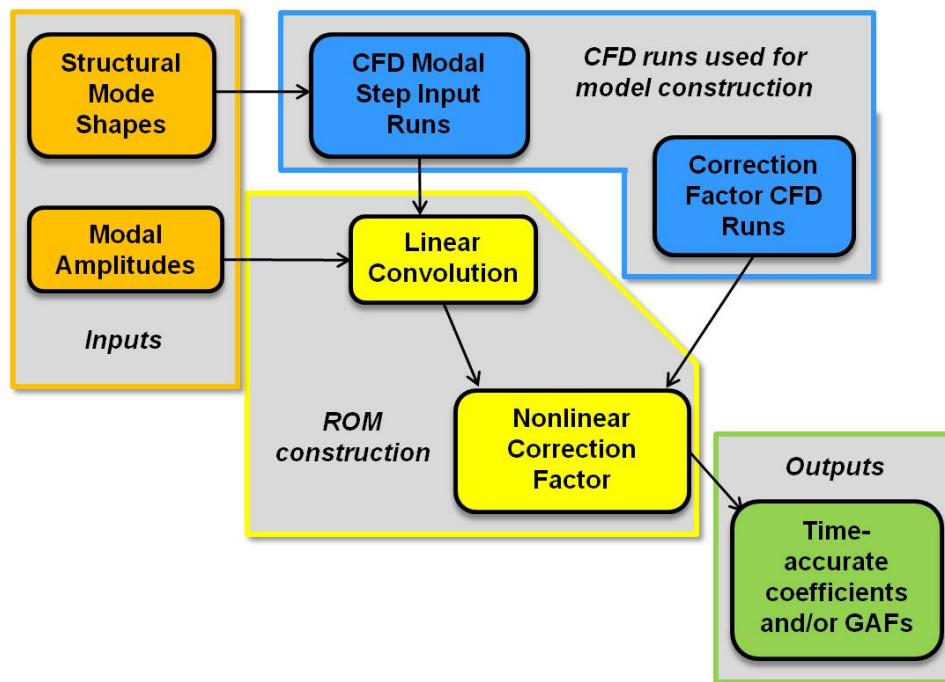 Structural
Mode
Shapes
CFD Modal
Step Input
Runs
CFD runs used for
model construction
Correction
Factor CFD
Runs
Modal
Amplitudes
Linear
Convolution
Inputs
ROM
construction
Nonlinear
Correction
Factor
Outputs
Time-
accurate
coefficients
and/or GAFs